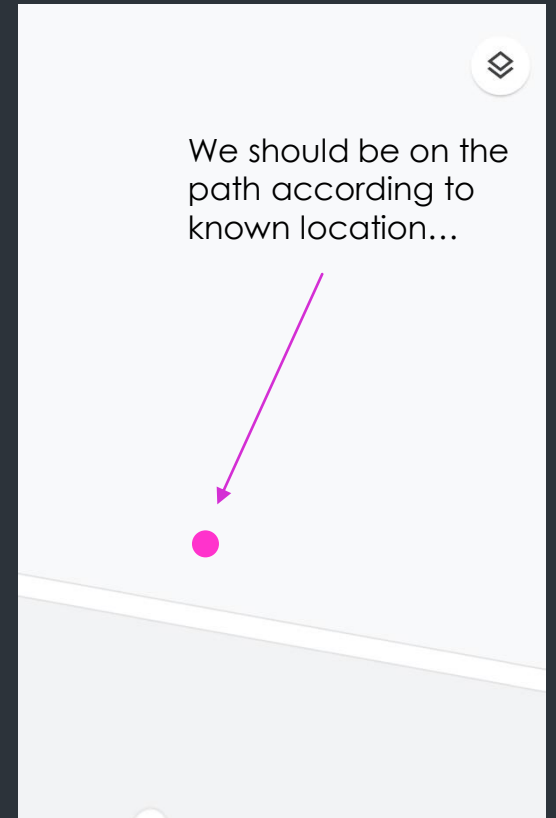 We should be on the
path according to
known location…